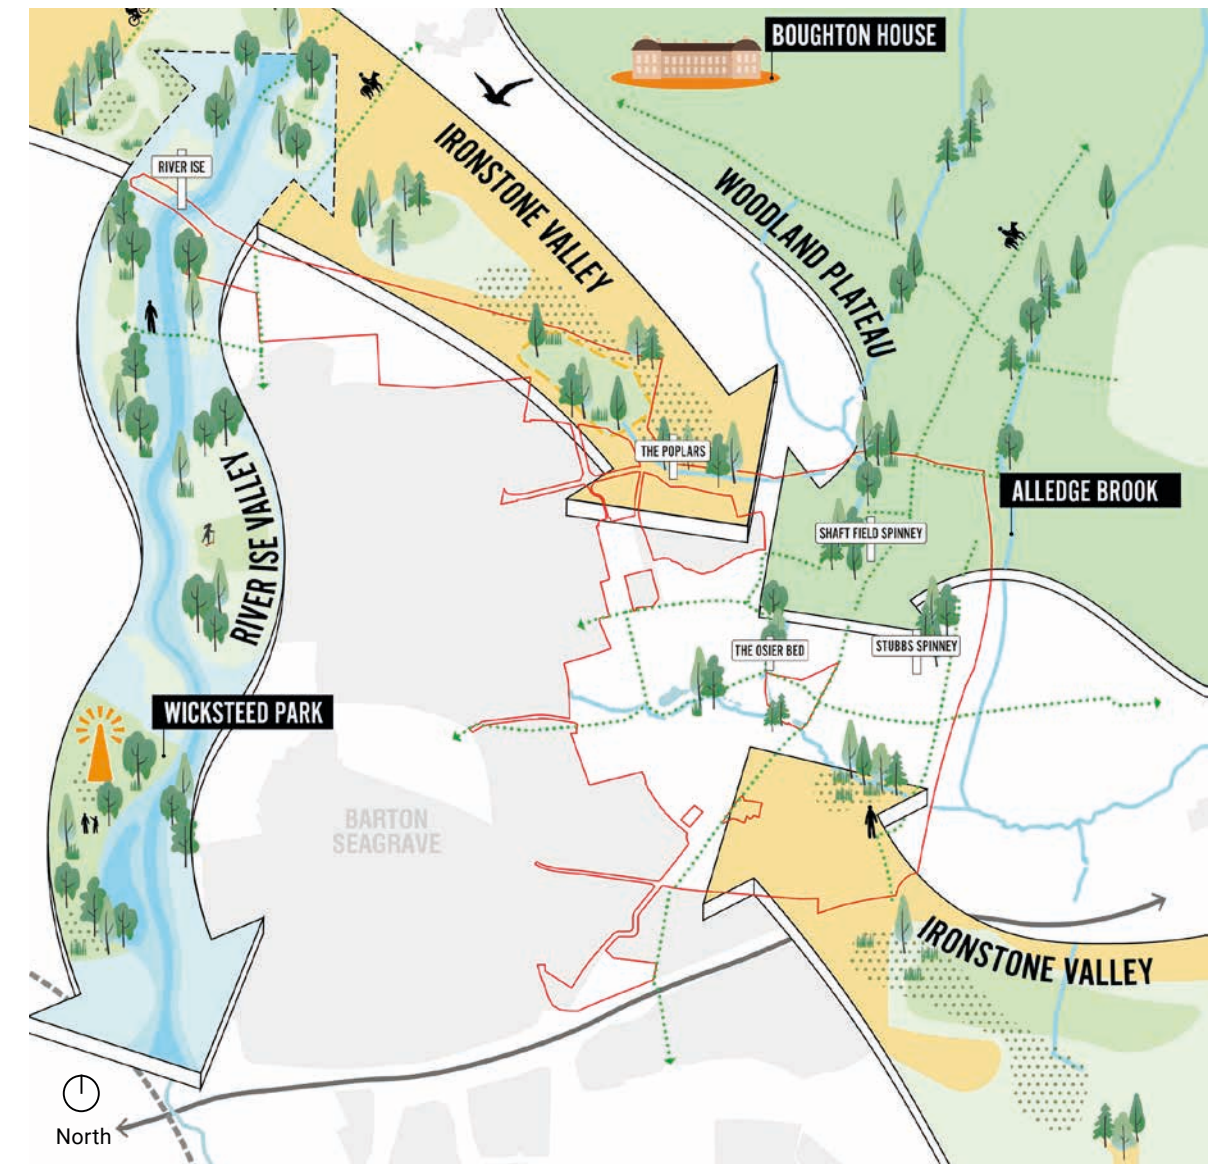 BOUGHTON HOUSE
RIVER ISE
IRONSTONE VALLEY
WOODLAND PLATEAU
THE POPLARS
ALLEDGE BROOK
SHAFT FIELD SPINNEY
RIVER ISE VALLEY
THE OSIER BED
STUBBS SPINNEY
WICKSTEED PARK
BARTON
SEAGRAVE
IRONSTONE VALLEY
North